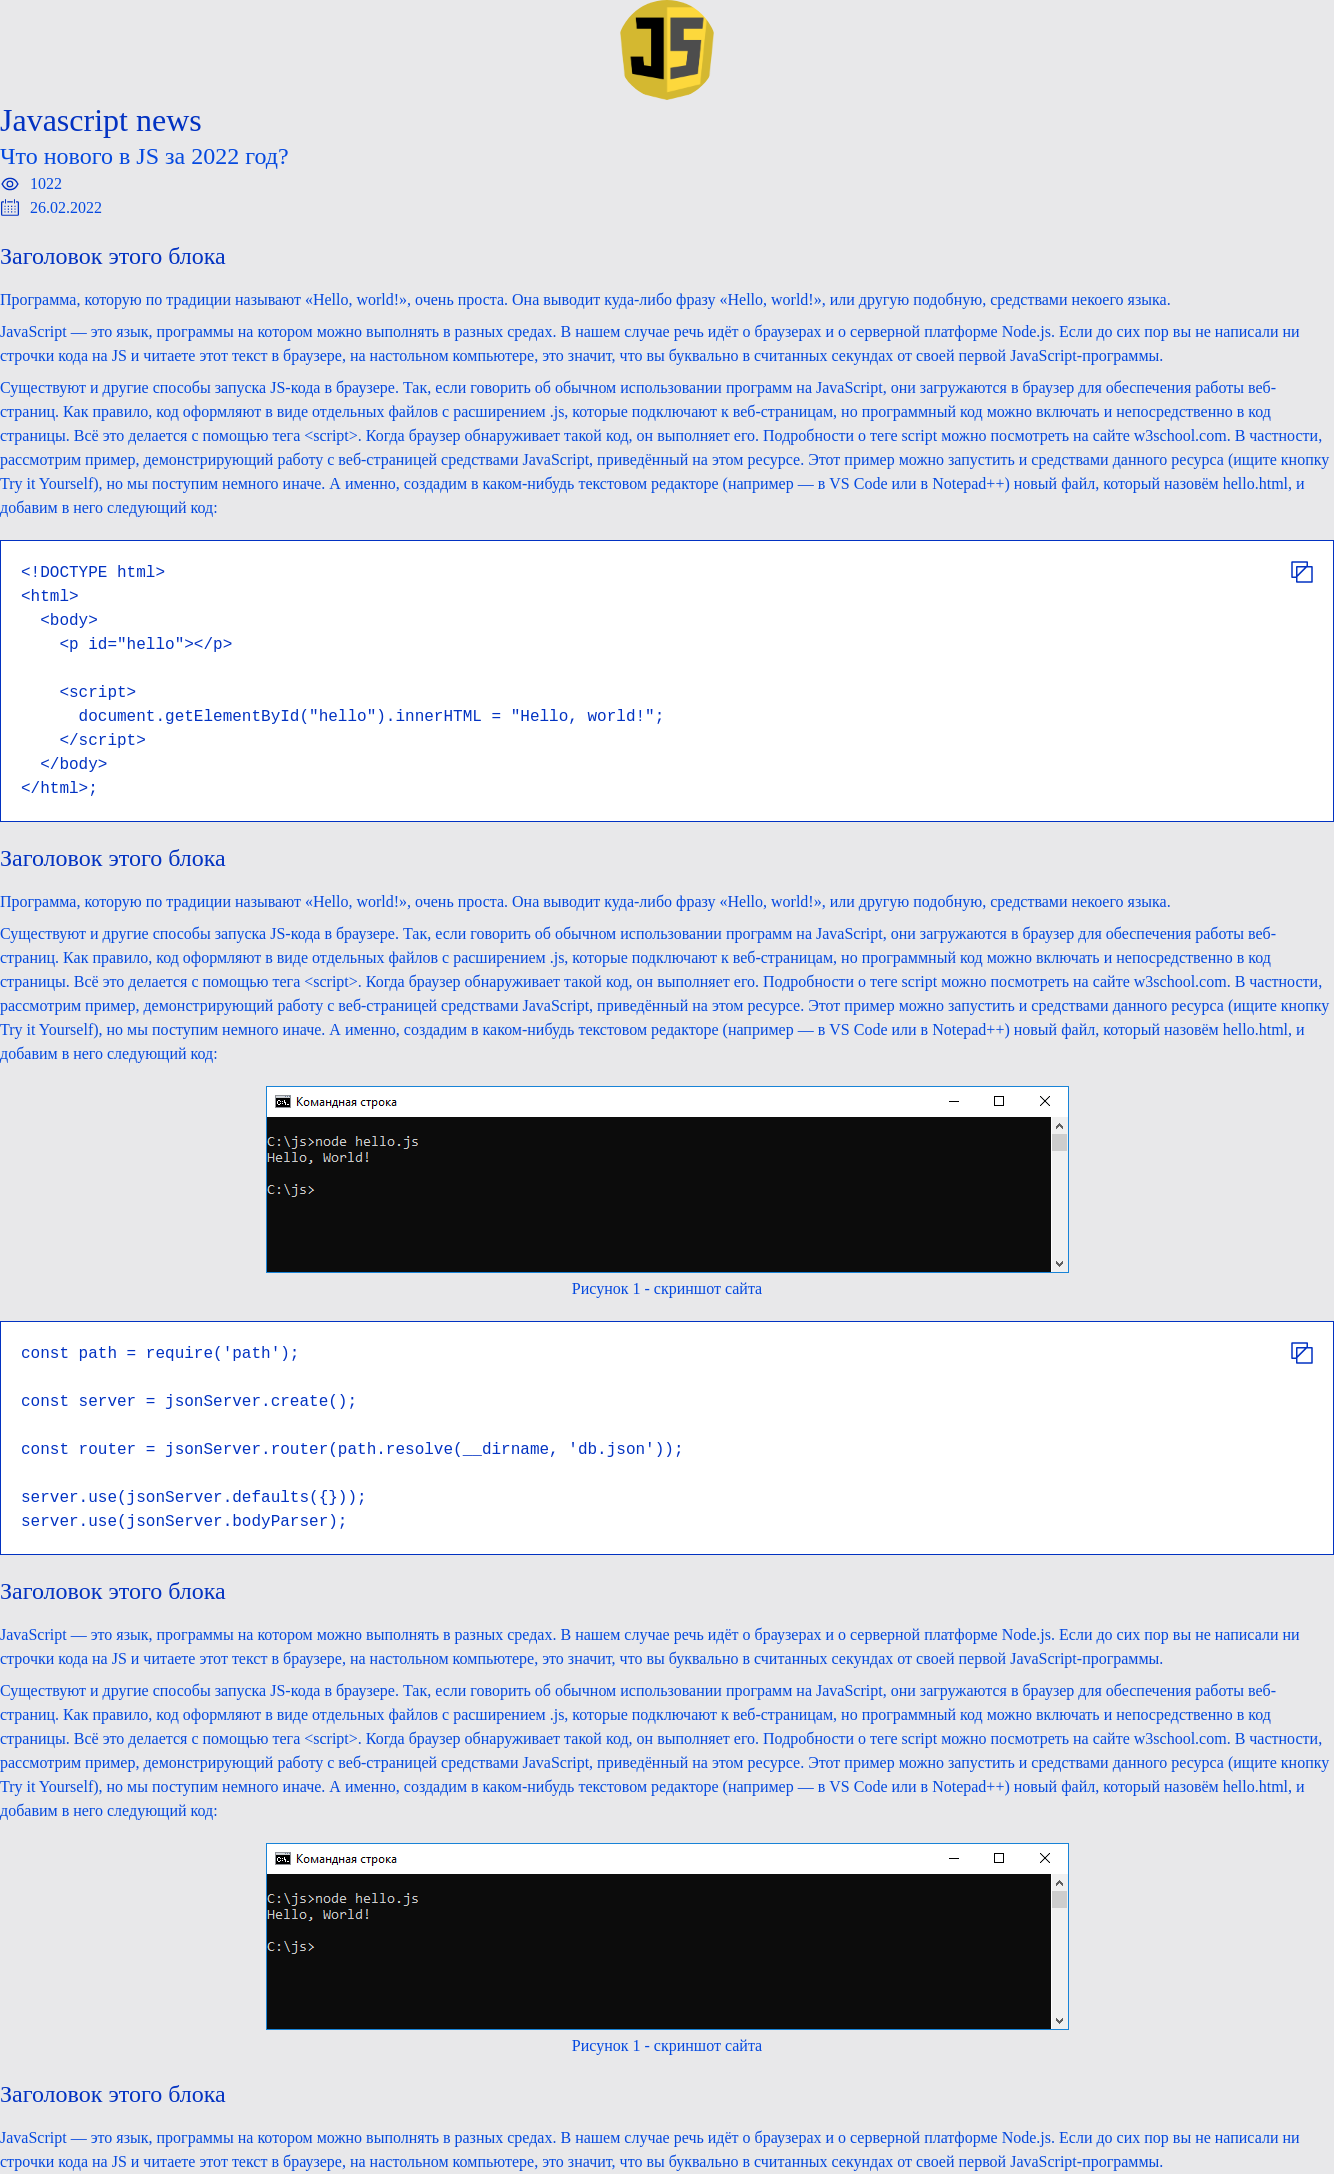 JS
Javascript news
Что нового в JS за 2022 год?
1022
26.02.2022
Заголовок этого блока
Программа, которую по традиции называют «Hello, world!», очень проста. Она выводит куда-либо фразу «Hello, world!», или другую подобную, средствами некоего языка.
JavaScript — это язык, программы на котором можно выполнять в разных средах. В нашем случае речь идёт о браузерах и о серверной платформе Node.js. Если до сих пор вы не написали ни
строчки кода на JS и читаете этот текст в браузере, на настольном компьютере, это значит, что вы буквально в считанных секундах от своей первой JavaScript-программы.
Существуют и другие способы запуска JS-кода в браузере. Так, если говорить об обычном использовании программ на JavaScript, они загружаются в браузер для обеспечения работы веб-
страниц. Как правило, код оформляют в виде отдельных файлов с расширением .js, которые подключают к веб-страницам, но программный код можно включать и непосредственно в код
страницы. Всё это делается с помощью тега <script>. Когда браузер обнаруживает такой код, он выполняет его. Подробности о теге script можно посмотреть на сайте w3school.com. В частности,
рассмотрим пример, демонстрирующий работу с веб-страницей средствами JavaScript, приведённый на этом ресурсе. Этот пример можно запустить и средствами данного ресурса (ищите кнопку
Try it Yourself), но мы поступим немного иначе. А именно, создадим в каком-нибудь текстовом редакторе (например — в VS Code или в Notepad++) новый файл, который назовём hello.html, и
добавим в него следующий код:
<!DOCTYPE html>
<html>
  <body>
    <p id="hello"></p>
    <script>
      document.getElementById("hello").innerHTML = "Hello, world!";
    </script>
  </body>
</html>;
Заголовок этого блока
Программа, которую по традиции называют «Hello, world!», очень проста. Она выводит куда-либо фразу «Hello, world!», или другую подобную, средствами некоего языка.
Существуют и другие способы запуска JS-кода в браузере. Так, если говорить об обычном использовании программ на JavaScript, они загружаются в браузер для обеспечения работы веб-
страниц. Как правило, код оформляют в виде отдельных файлов с расширением .js, которые подключают к веб-страницам, но программный код можно включать и непосредственно в код
страницы. Всё это делается с помощью тега <script>. Когда браузер обнаруживает такой код, он выполняет его. Подробности о теге script можно посмотреть на сайте w3school.com. В частности,
рассмотрим пример, демонстрирующий работу с веб-страницей средствами JavaScript, приведённый на этом ресурсе. Этот пример можно запустить и средствами данного ресурса (ищите кнопку
Try it Yourself), но мы поступим немного иначе. А именно, создадим в каком-нибудь текстовом редакторе (например — в VS Code или в Notepad++) новый файл, который назовём hello.html, и
добавим в него следующий код:
Командная строка
C:\js>node hello.js
Hello, World!
C:\js>
Рисунок 1 - скриншот сайта
const path = require('path');
const server = jsonServer.create();
const router = jsonServer.router(path.resolve(__dirname, 'db.json'));
server.use(jsonServer.defaults({}));
server.use(jsonServer.bodyParser);
Заголовок этого блока
JavaScript — это язык, программы на котором можно выполнять в разных средах. В нашем случае речь идёт о браузерах и о серверной платформе Node.js. Если до сих пор вы не написали ни
строчки кода на JS и читаете этот текст в браузере, на настольном компьютере, это значит, что вы буквально в считанных секундах от своей первой JavaScript-программы.
Существуют и другие способы запуска JS-кода в браузере. Так, если говорить об обычном использовании программ на JavaScript, они загружаются в браузер для обеспечения работы веб-
страниц. Как правило, код оформляют в виде отдельных файлов с расширением .js, которые подключают к веб-страницам, но программный код можно включать и непосредственно в код
страницы. Всё это делается с помощью тега <script>. Когда браузер обнаруживает такой код, он выполняет его. Подробности о теге script можно посмотреть на сайте w3school.com. В частности,
рассмотрим пример, демонстрирующий работу с веб-страницей средствами JavaScript, приведённый на этом ресурсе. Этот пример можно запустить и средствами данного ресурса (ищите кнопку
Try it Yourself), но мы поступим немного иначе. А именно, создадим в каком-нибудь текстовом редакторе (например — в VS Code или в Notepad++) новый файл, который назовём hello.html, и
добавим в него следующий код:
Командная строка
C:\js>node hello.js
Hello, World!
C:\js>
Рисунок 1 - скриншот сайта
Заголовок этого блока
JavaScript — это язык, программы на котором можно выполнять в разных средах. В нашем случае речь идёт о браузерах и о серверной платформе Node.js. Если до сих пор вы не написали ни
строчки кода на JS и читаете этот текст в браузере, на настольном компьютере, это значит, что вы буквально в считанных секундах от своей первой JavaScript-программы.